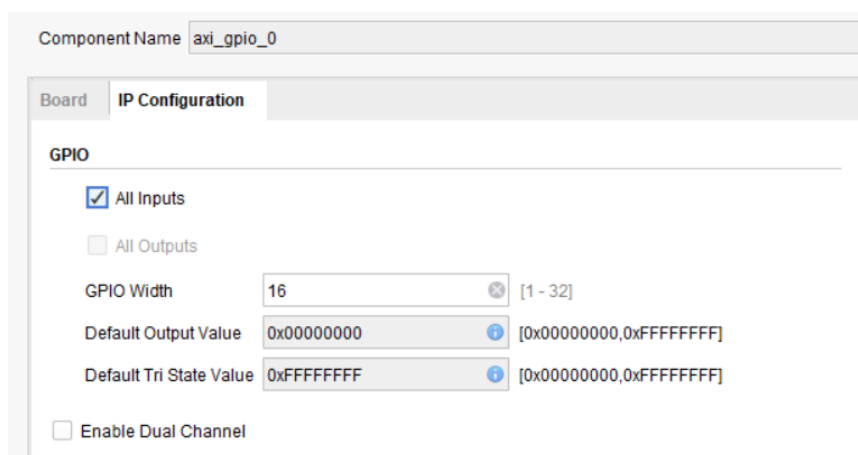 Component Name axi_gpio_0
Board IP Configuration
GPIO
All Inputs
All Outputs
GPIO Width 16 [1 - 32]
Default Output Value 0x00000000 [0x00000000,0xFFFFFFFF]
Default Tri State Value 0xFFFFFFFF [0x00000000,0xFFFFFFFF]
Enable Dual Channel